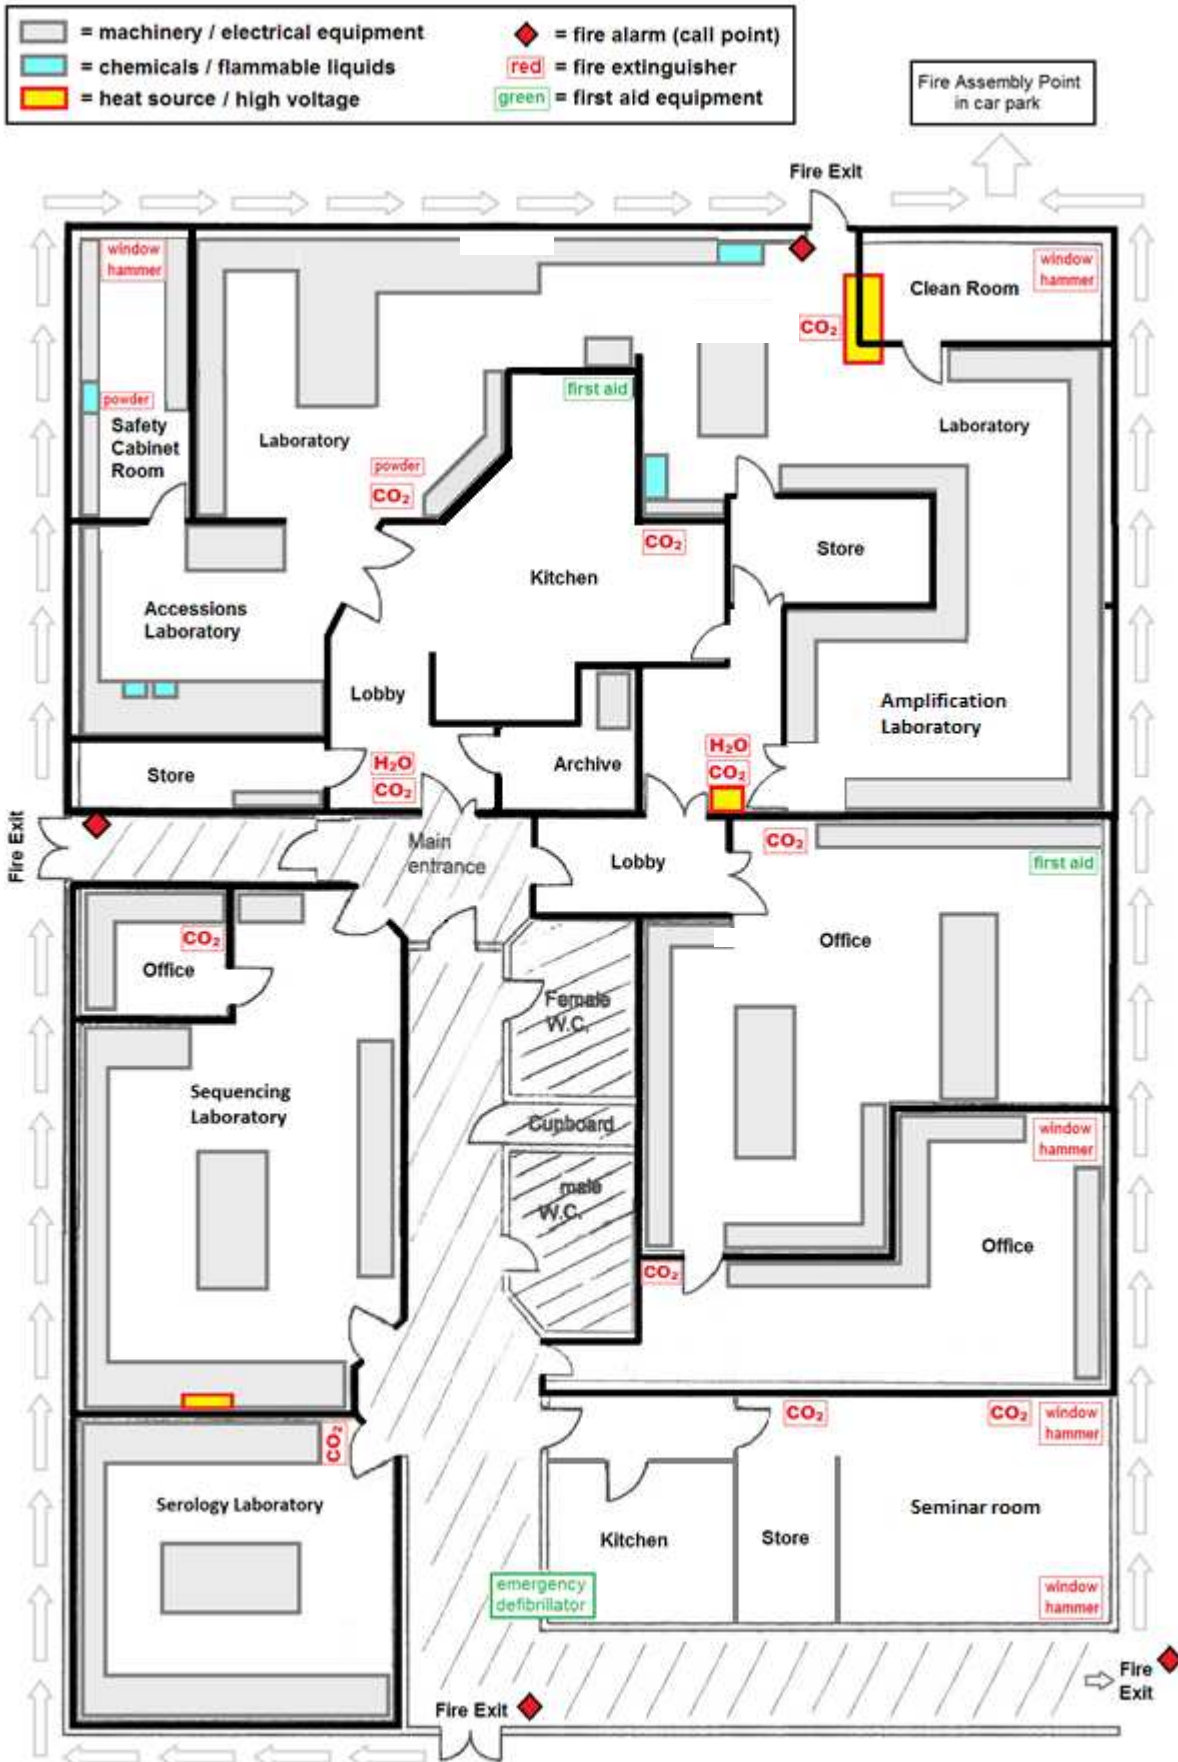 = machinery / electrical equipment
= chemicals / flammable liquids
= heat source / high voltage
= fire alarm (call point)
red = fire extinguisher
green = first aid equipment
Fire Assembly Point
in car park
Fire Exit
window
hammer
Clean Room
window
hammer
CO₂
first aid
powder
Safety
Cabinet
Room
Laboratory
Laboratory
powder
CO₂
CO₂
Store
Kitchen
Accessions
Laboratory
Lobby
Amplification
Laboratory
H₂O
CO₂
Store
H₂O
CO₂
Archive
Fire Exit
Main
entrance
Lobby
CO₂
first aid
CO₂
Office
Office
Female
W.C.
Sequencing
Laboratory
Cupboard
window
hammer
male
W.C.
Office
CO₂
CO₂
CO₂
window
hammer
CO₂
Serology Laboratory
Seminar room
Kitchen
Store
emergency
defibrillator
window
hammer
Fire
Exit
Fire Exit